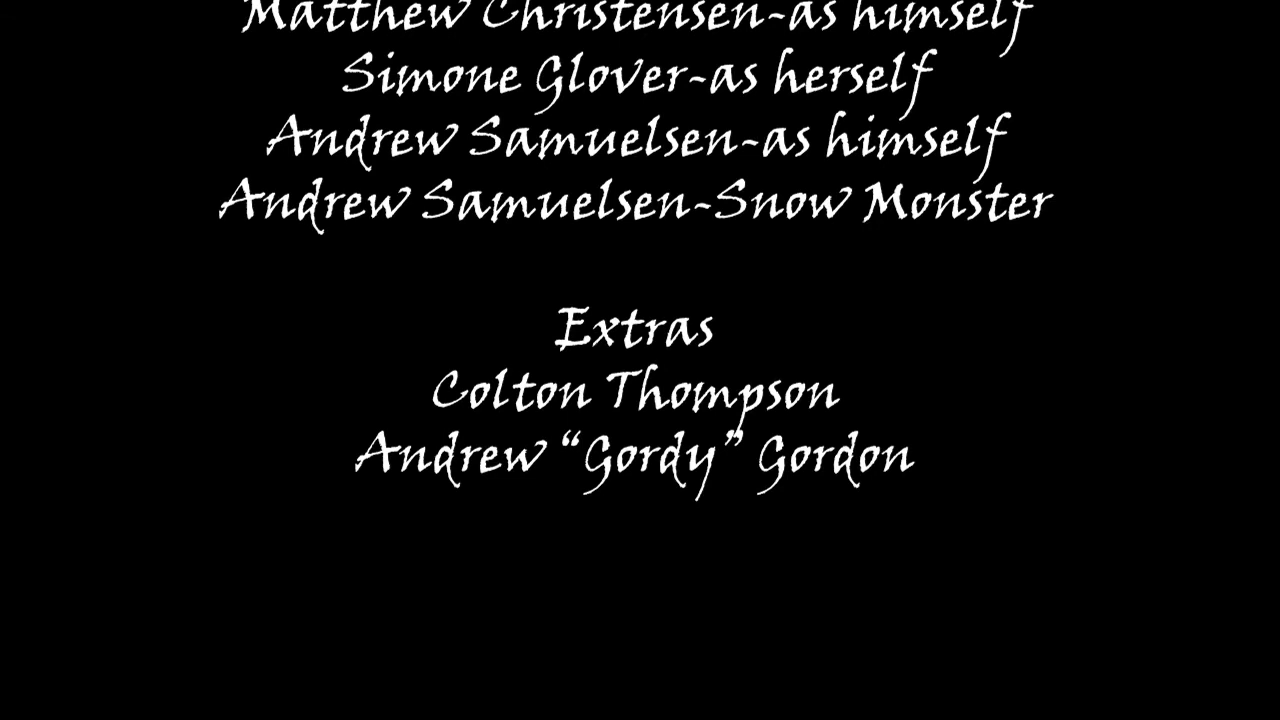 Matthew Christensen-as himself
Simone Glover-as herself
Andrew Samuelsen-as himself
Andrew Samuelsen-Snow Monster
Extras
Colton Thompson
Andrew “Gordy” Gordon